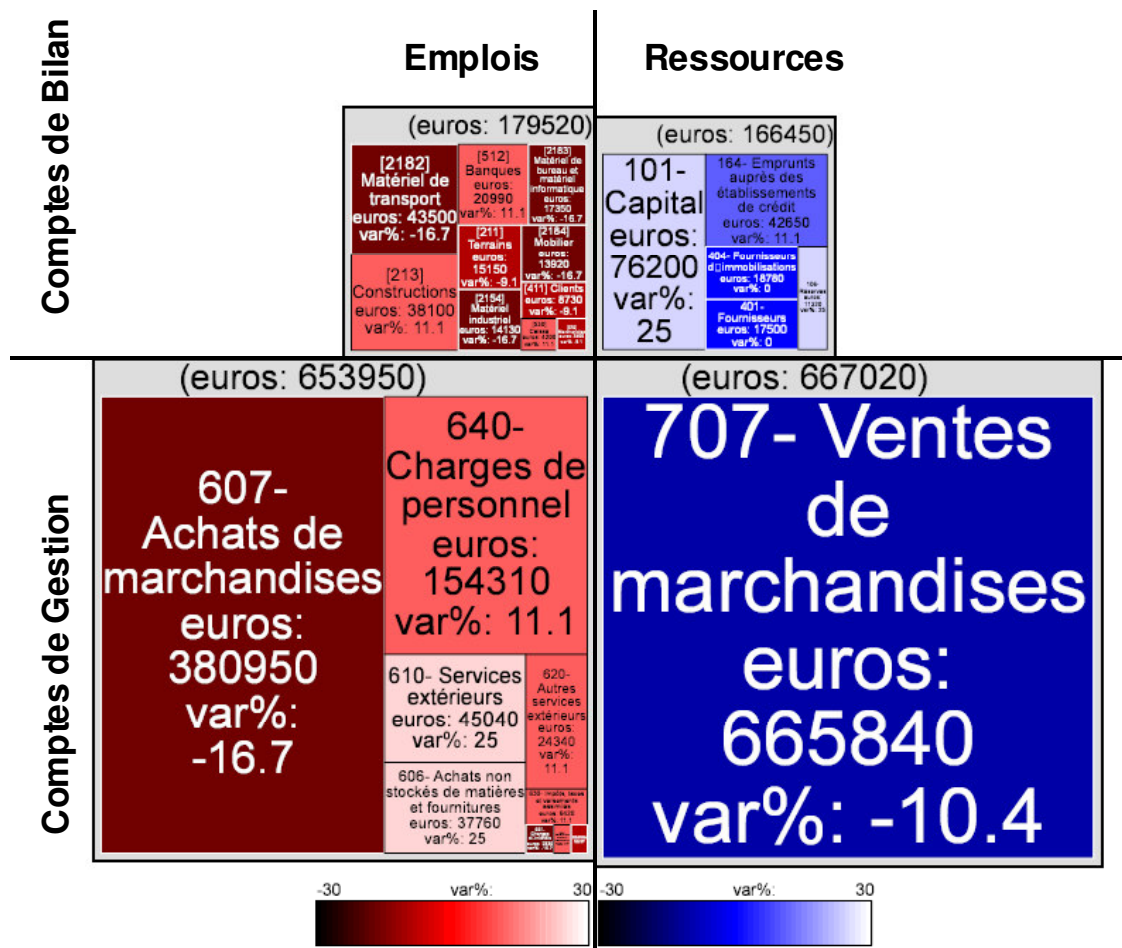 Emplois
Ressources
Comptes de Bilan
Comptes de Gestion
(euros: 179520)
[2182]
Matériel de
transport
euros: 43500
var%: -16.7
[512]
Banques
euros:
20990
var%: 11.1
[2183]
Matériel de
bureau et
matériel
informatique
euros:
17350
var%: -16.7
[213]
Constructions
euros: 38100
var%: 11.1
[211]
Terrains
euros:
15150
var%: -9.1
[2184]
Mobilier
euros:
13920
var%: -16.7
[2154]
Matériel
industriel
euros: 14130
var%: -16.7
[411] Clients
euros: 8730
var%: -9.1
(euros: 166450)
101-
Capital
euros:
76200
var%:
25
164- Emprunts
auprès des
établissements
de crédit
euros: 42650
var%: 11.1
404- Fournisseurs
d▯immobilisations
euros: 18780
var%: 0
401-
Fournisseurs
euros: 17500
var%: 0
(euros: 653950)
607-
Achats de
marchandises
euros:
380950
var%:
-16.7
640-
Charges de
personnel
euros:
154310
var%: 11.1
610- Services
extérieurs
euros: 45040
var%: 25
620-
Autres
services
extérieurs
euros:
24340
var%:
11.1
606- Achats non
stockés de matières
et fournitures
euros: 37760
var%: 25
(euros: 667020)
707- Ventes
de
marchandises
euros:
665840
var%: -10.4
-30 var%: 30
-30 var%: 30